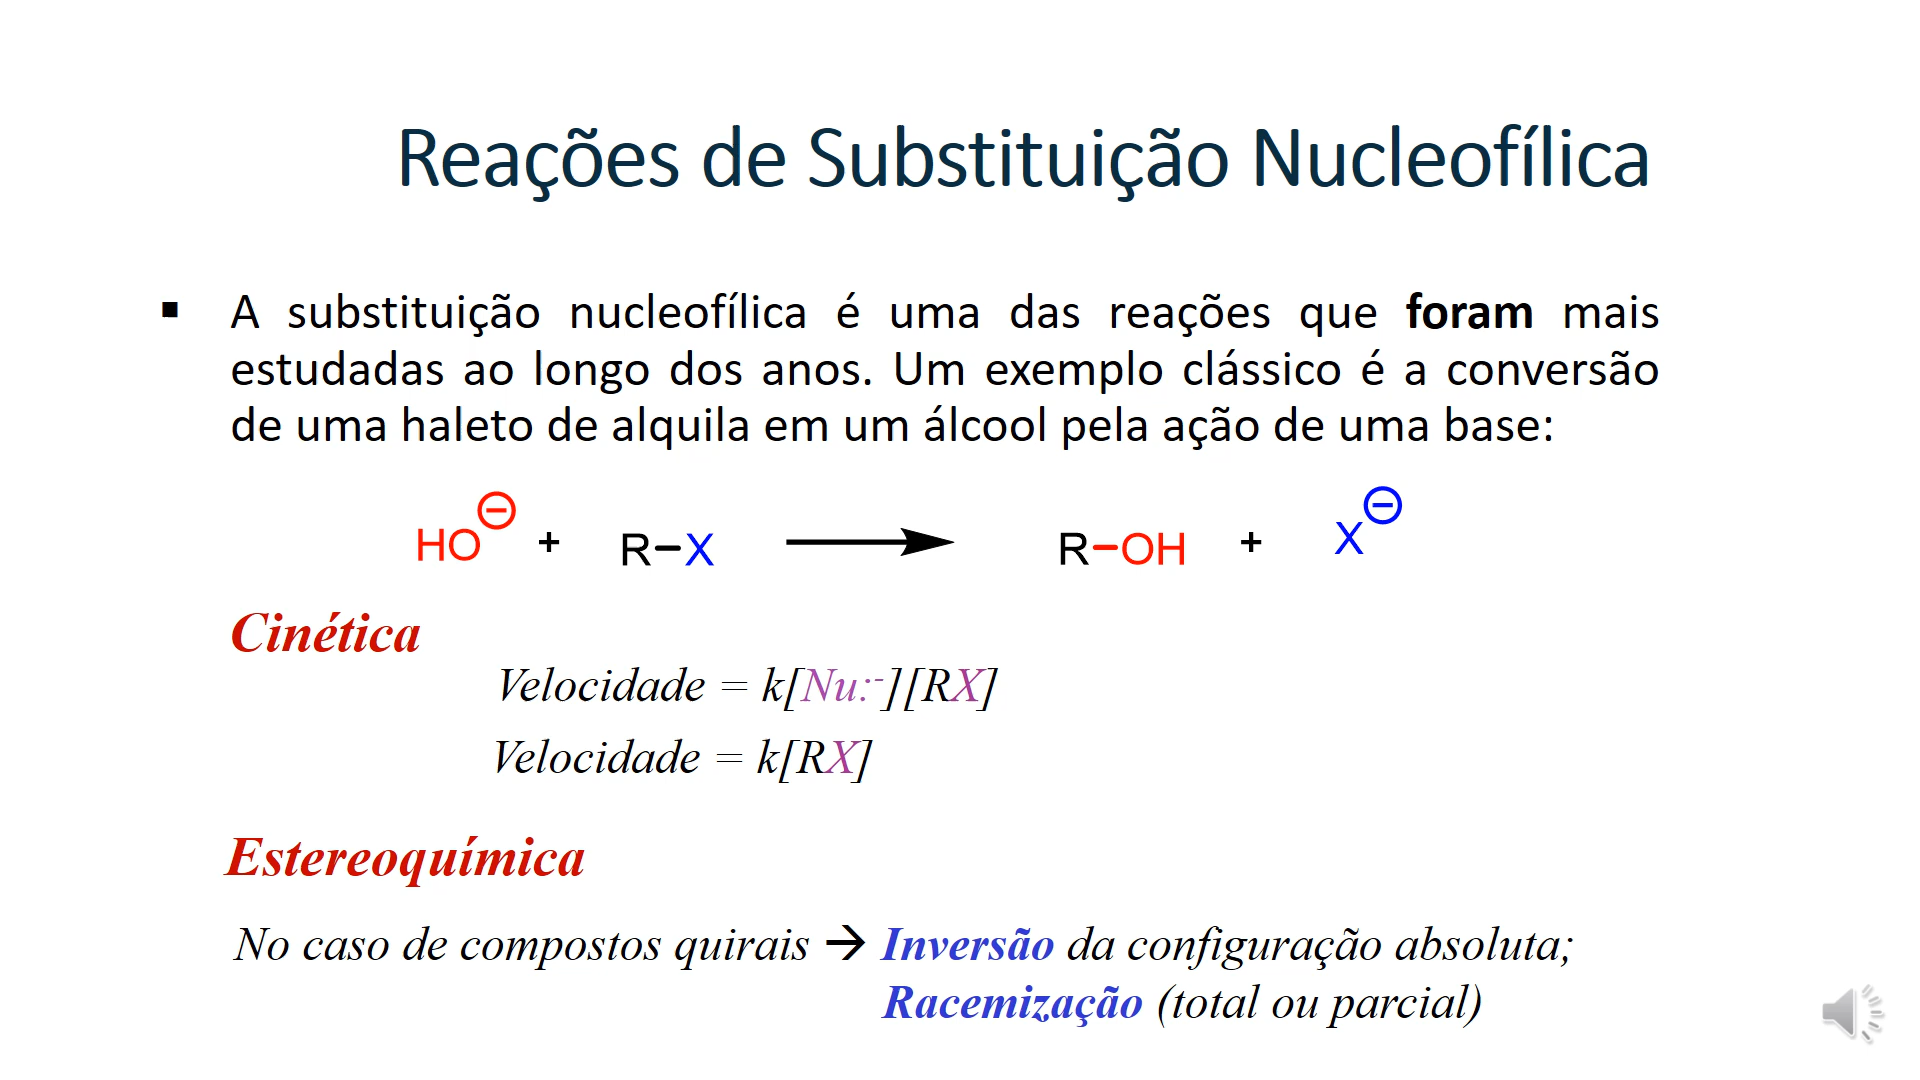 Reações de Substituição Nucleofílica
▪ A substituição nucleofílica é uma das reações que foram mais
estudadas ao longo dos anos. Um exemplo clássico é a conversão
de uma haleto de alquila em um álcool pela ação de uma base:
HO⊖ + R–X → R–OH + X⊖
Cinética
Velocidade = k[Nu:⁻][RX]
Velocidade = k[RX]
Estereoquímica
No caso de compostos quirais → Inversão da configuração absoluta;
Racemização (total ou parcial)